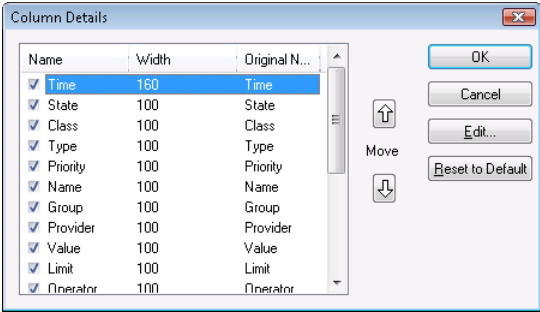 Column Details
Name Width Original N...
Time 160 Time
State 100 State
Class 100 Class
Type 100 Type
Priority 100 Priority
Name 100 Name
Group 100 Group
Provider 100 Provider
Value 100 Value
Limit 100 Limit
Operator 100 Operator
Move
OK
Cancel
Edit...
Reset to Default